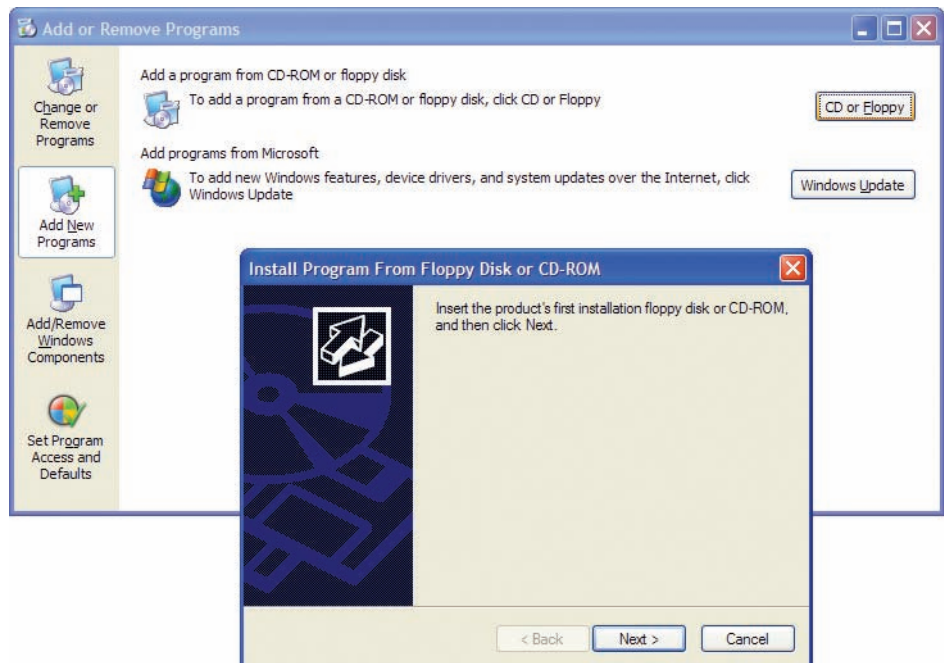 Add or Remove Programs
Change or
Remove
Programs
Add New
Programs
Add/Remove
Windows
Components
Set Program
Access and
Defaults
Add a program from CD-ROM or floppy disk
To add a program from a CD-ROM or floppy disk, click CD or Floppy
CD or Floppy
Add programs from Microsoft
To add new Windows features, device drivers, and system updates over the Internet, click
Windows Update
Windows Update
Install Program From Floppy Disk or CD-ROM
Insert the product's first installation floppy disk or CD-ROM,
and then click Next.
< Back
Next >
Cancel